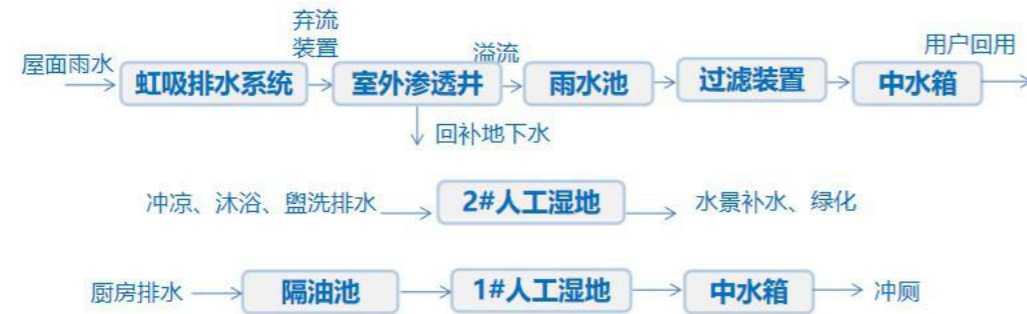 弃流
装置
溢流
用户回用
屋面雨水
虹吸排水系统
室外渗透井
雨水池
过滤装置
中水箱
回补地下水
冲凉、沐浴、盥洗排水
2#人工湿地
水景补水、绿化
厨房排水
隔油池
1#人工湿地
中水箱
冲厕